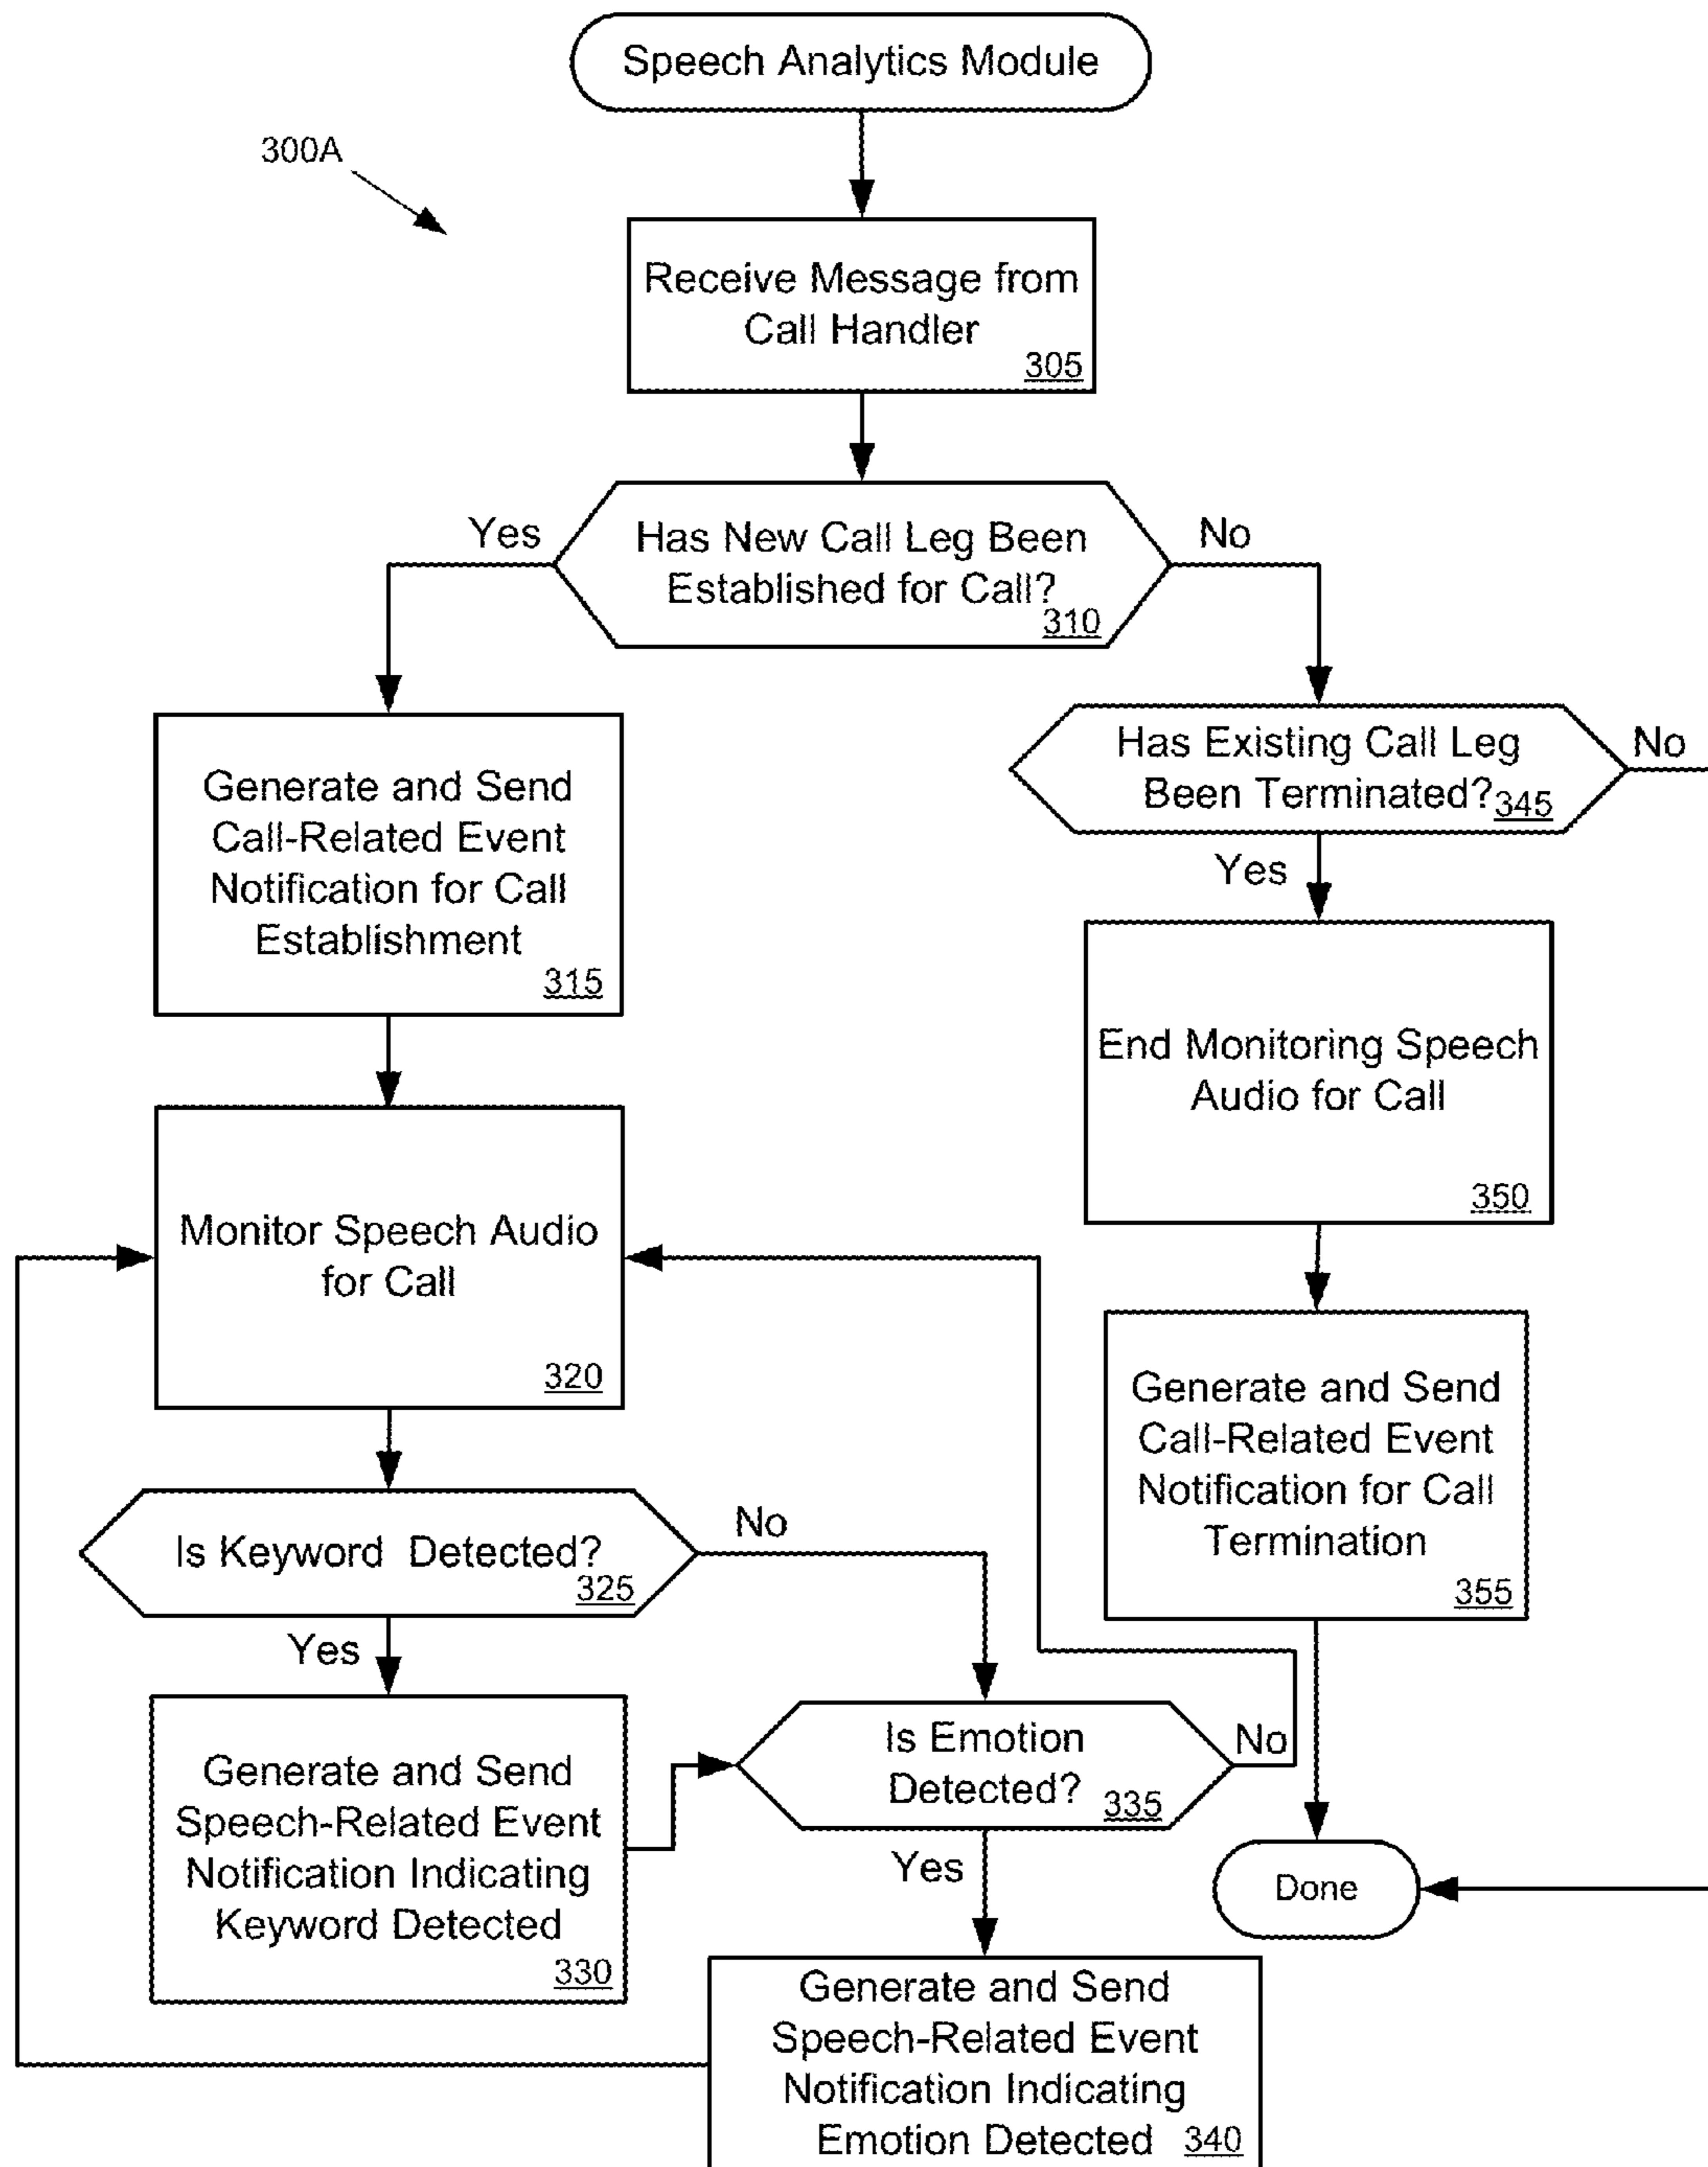 Speech Analytics Module
300A
Receive Message from
Call Handler
305
Yes
Has New Call Leg Been
Established for Call?
310
No
Generate and Send
Call-Related Event
Notification for Call
Establishment
315
Has Existing Call Leg
Been Terminated?
345
No
Yes
End Monitoring Speech
Audio for Call
350
Monitor Speech Audio
for Call
320
Generate and Send
Call-Related Event
Notification for Call
Termination
355
Is Keyword Detected?
325
No
Yes
Generate and Send
Speech-Related Event
Notification Indicating
Keyword Detected
330
Is Emotion
Detected?
335
No
Yes
Done
Generate and Send
Speech-Related Event
Notification Indicating
Emotion Detected
340